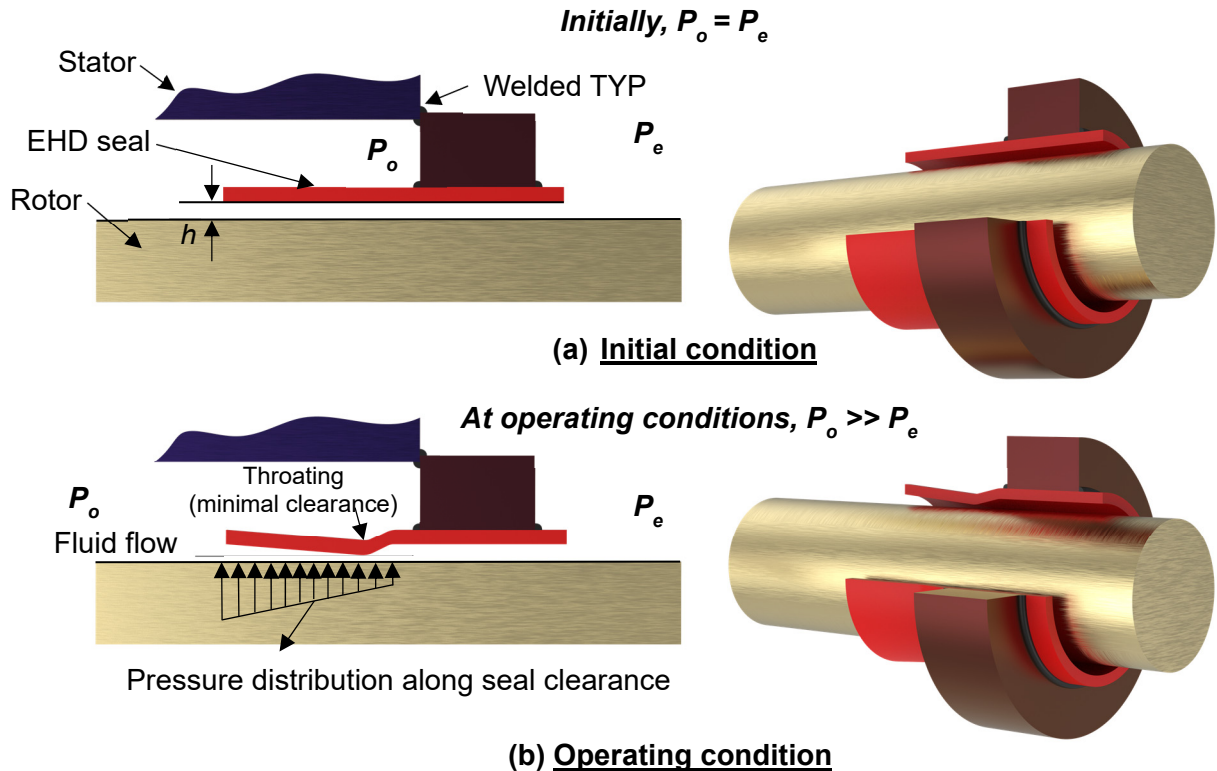 Initially, Po = Pe
Stator
Welded TYP
EHD seal
Po
Pe
Rotor
h
(a) Initial condition
At operating conditions, Po >> Pe
Throating
(minimal clearance)
Po
Pe
Fluid flow
Pressure distribution along seal clearance
(b) Operating condition